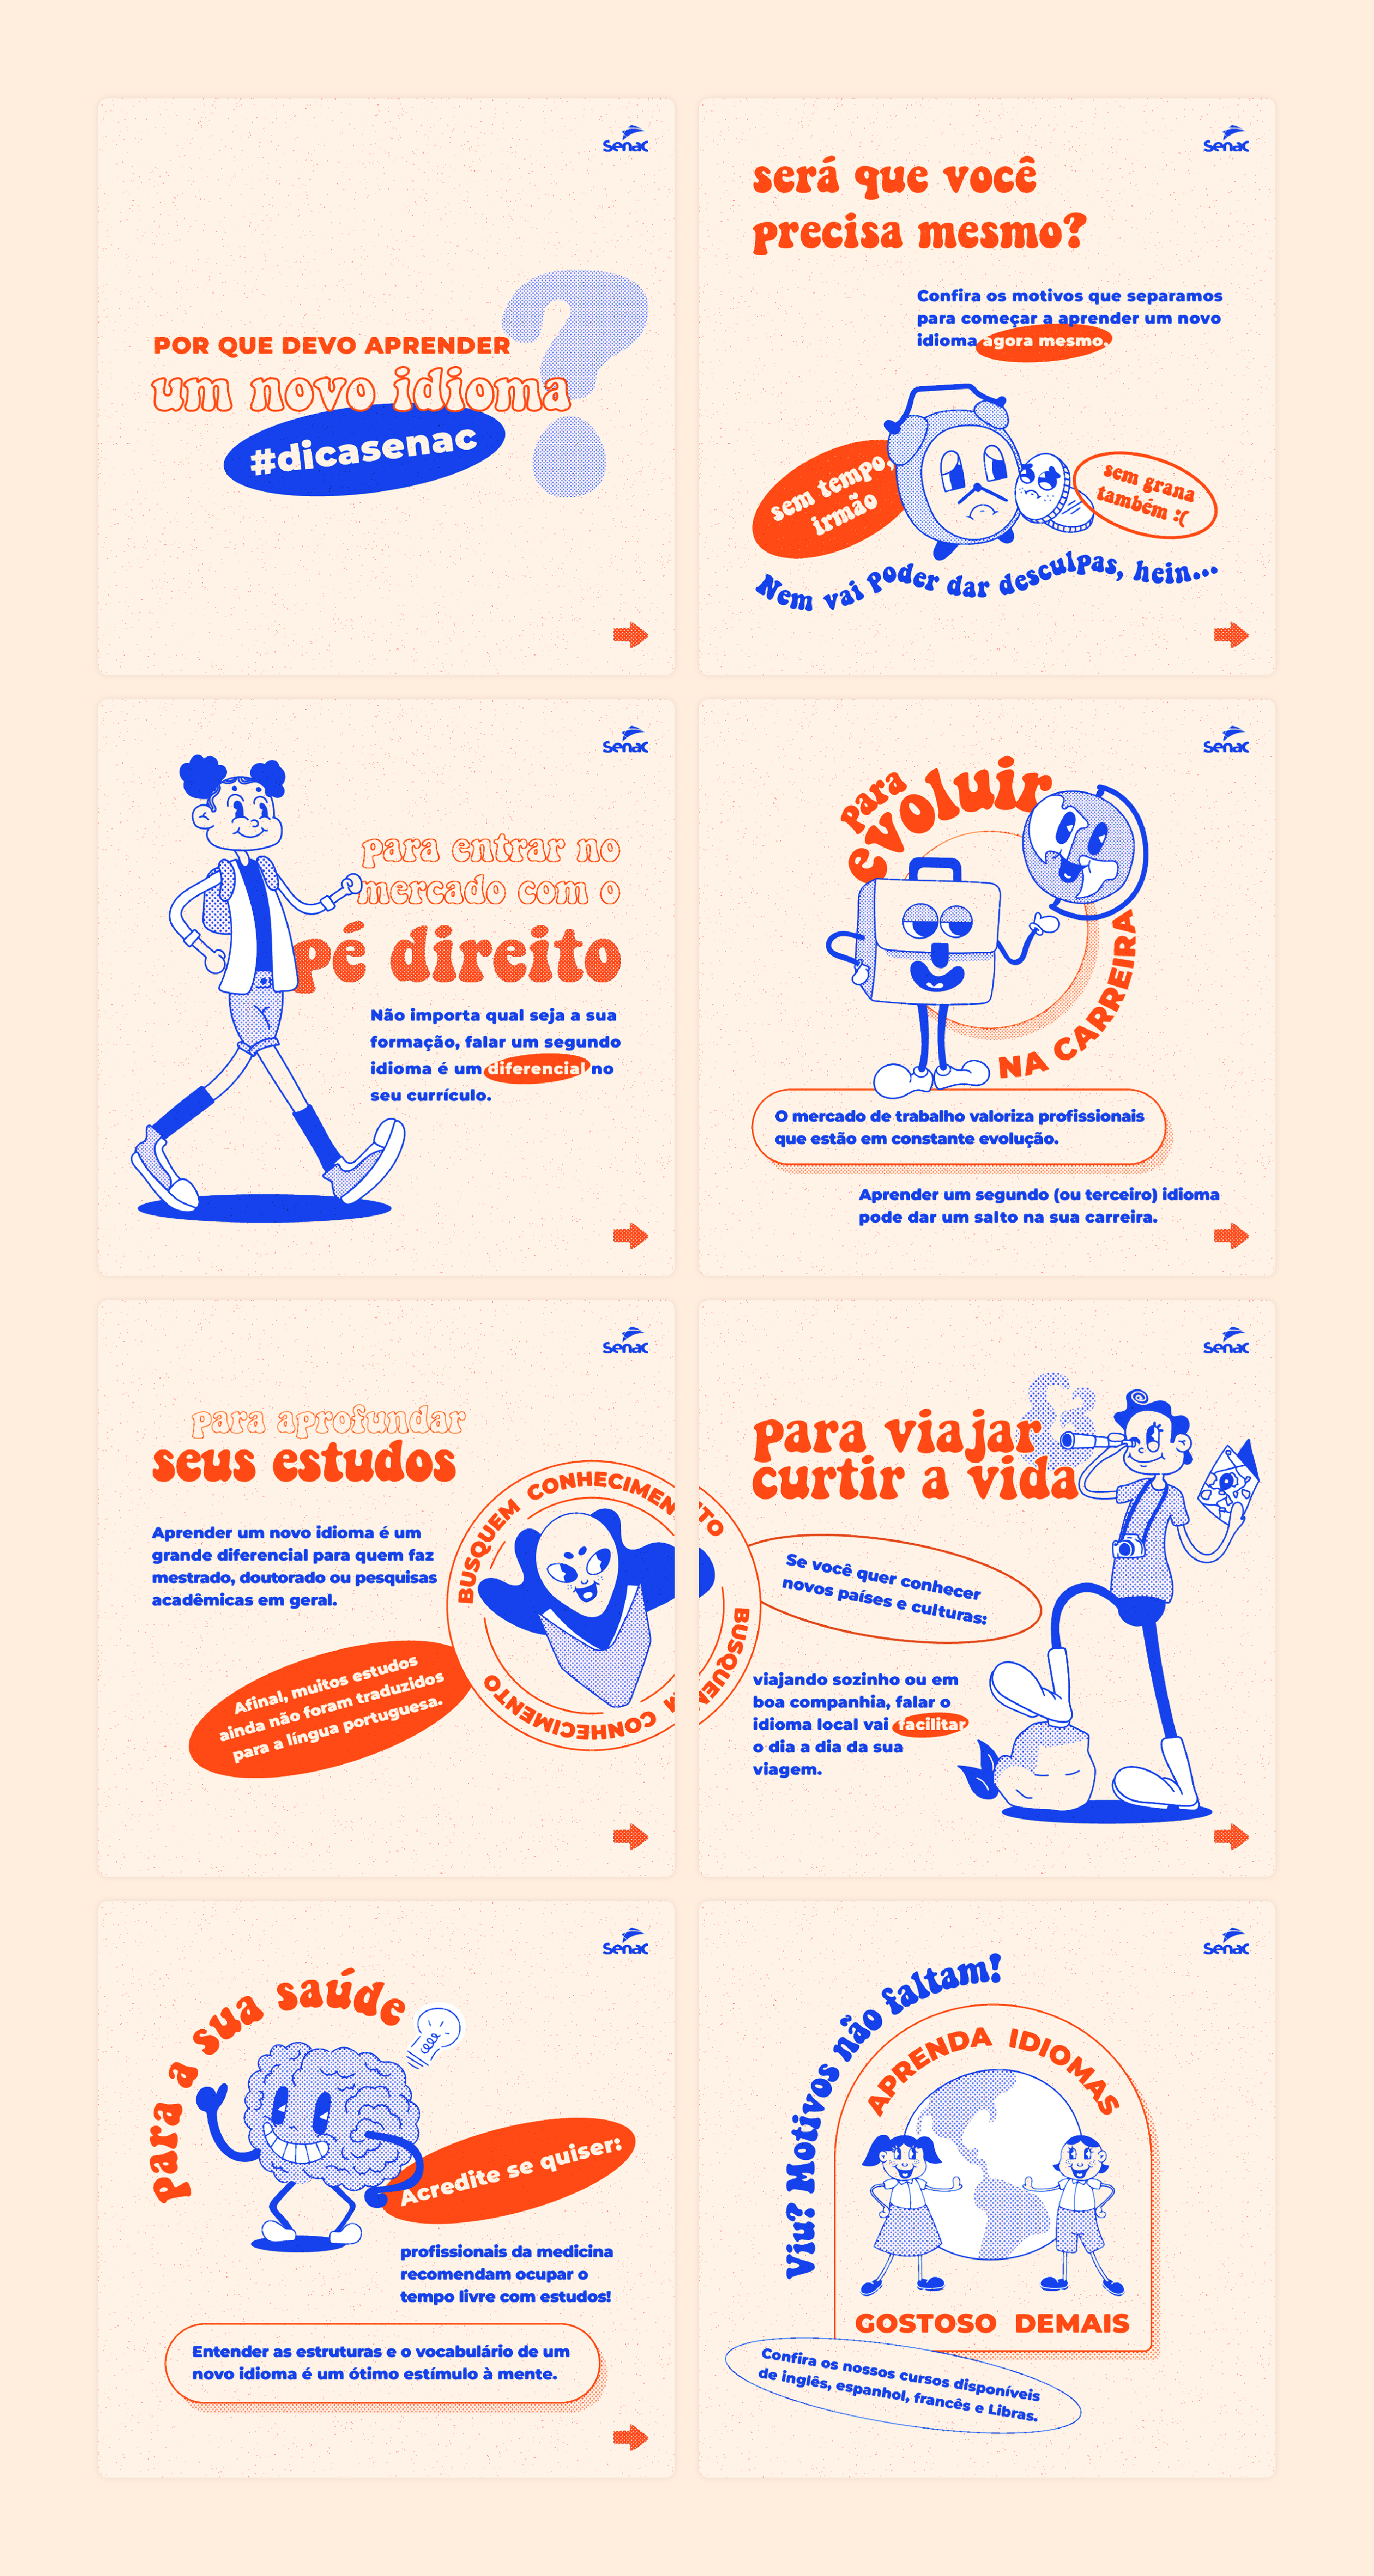 Senac
POR QUE DEVO APRENDER
um novo idioma
?
#dicasenac
Senac
será que você
precisa mesmo?
Confira os motivos que separamos
para começar a aprender um novo
idioma agora mesmo.
sem tempo,
irmão
sem grana
também :(
Nem vai poder dar desculpas, hein...
Senac
para entrar no
mercado com o
pé direito
Não importa qual seja a sua
formação, falar um segundo
idioma é um diferencial no
seu currículo.
Senac
para
evoluir
NA CARREIRA
O mercado de trabalho valoriza profissionais
que estão em constante evolução.
Aprender um segundo (ou terceiro) idioma
pode dar um salto na sua carreira.
Senac
para aprofundar
seus estudos
Aprender um novo idioma é um
grande diferencial para quem faz
mestrado, doutorado ou pesquisas
acadêmicas em geral.
BUSQUEM CONHECIMENTO
BUSQUEM CONHECIMENTO
Afinal, muitos estudos
ainda não foram traduzidos
para a língua portuguesa.
Senac
para viajar
curtir a vida
Se você quer conhecer
novos países e culturas:
viajando sozinho ou em
boa companhia, falar o
idioma local vai facilitar
o dia a dia da sua
viagem.
Senac
para a sua saúde
Acredite se quiser:
profissionais da medicina
recomendam ocupar o
tempo livre com estudos!
Entender as estruturas e o vocabulário de um
novo idioma é um ótimo estímulo à mente.
Senac
Viu? Motivos não faltam!
APRENDA IDIOMAS
GOSTOSO DEMAIS
Confira os nossos cursos disponíveis
de inglês, espanhol, francês e Libras.